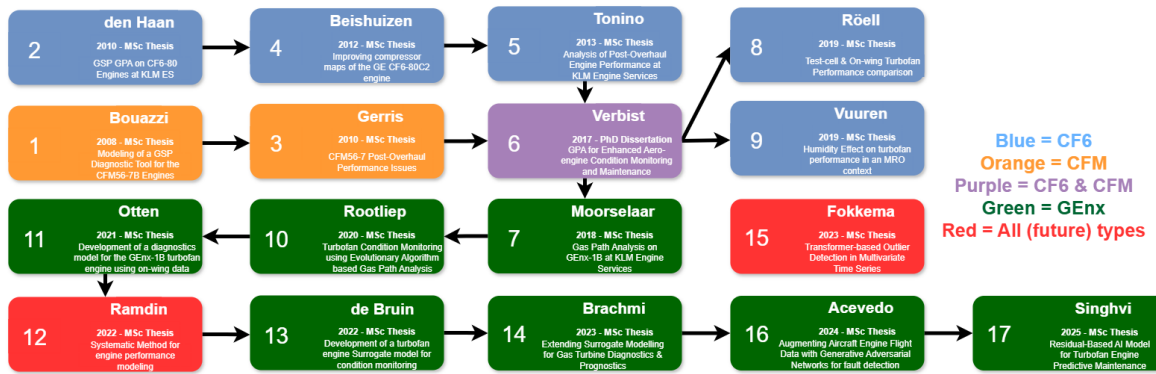 den Haan
2
2010 - MSc Thesis
GSP GPA on CF6-80
Engines at KLM ES
Beishuizen
4
2012 - MSc Thesis
Improving compressor
maps of the GE CF6-80C2
engine
Tonino
5
2013 - MSc Thesis
Analysis of Post-Overhaul
Engine Performance at
KLM Engine Services
Röell
8
2019 - MSc Thesis
Test-cell & On-wing Turbofan
Performance comparison
Bouazzi
1
2008 - MSc Thesis
Modeling of a GSP
Diagnostic Tool for the
CFM56-7B Engines
Gerris
3
2010 - MSc Thesis
CFM56-7 Post-Overhaul
Performance Issues
Verbist
6
2017 - PhD Dissertation
GPA for Enhanced Aero-
engine Condition Monitoring
and Maintenance
Vuuren
9
2019 - MSc Thesis
Humidity Effect on turbofan
performance in an MRO
context
Blue = CF6
Orange = CFM
Purple = CF6 & CFM
Green = GEnx
Red = All (future) types
Otten
11
2021 - MSc Thesis
Development of a diagnostics
model for the GEnx-1B turbofan
engine using on-wing data
Rootliep
10
2020 - MSc Thesis
Turbofan Condition Monitoring
using Evolutionary Algorithm
based Gas Path Analysis
Moorselaar
7
2018 - MSc Thesis
Gas Path Analysis on
GEnx-1B at KLM Engine
Services
Fokkema
15
2023 - MSc Thesis
Transformer-based Outlier
Detection in Multivariate
Time Series
Ramdin
12
2022 - MSc Thesis
Systematic Method for
engine performance
modeling
de Bruin
13
2022 - MSc Thesis
Development of a turbofan
engine Surrogate model for
condition monitoring
Brachmi
14
2023 - MSc Thesis
Extending Surrogate Modelling
for Gas Turbine Diagnostics &
Prognostics
Acevedo
16
2024 - MSc Thesis
Augmenting Aircraft Engine Flight
Data with Generative Adversarial
Networks for fault detection
Singhvi
17
2025 - MSc Thesis
Residual-Based AI Model
for Turbofan Engine
Predictive Maintenance